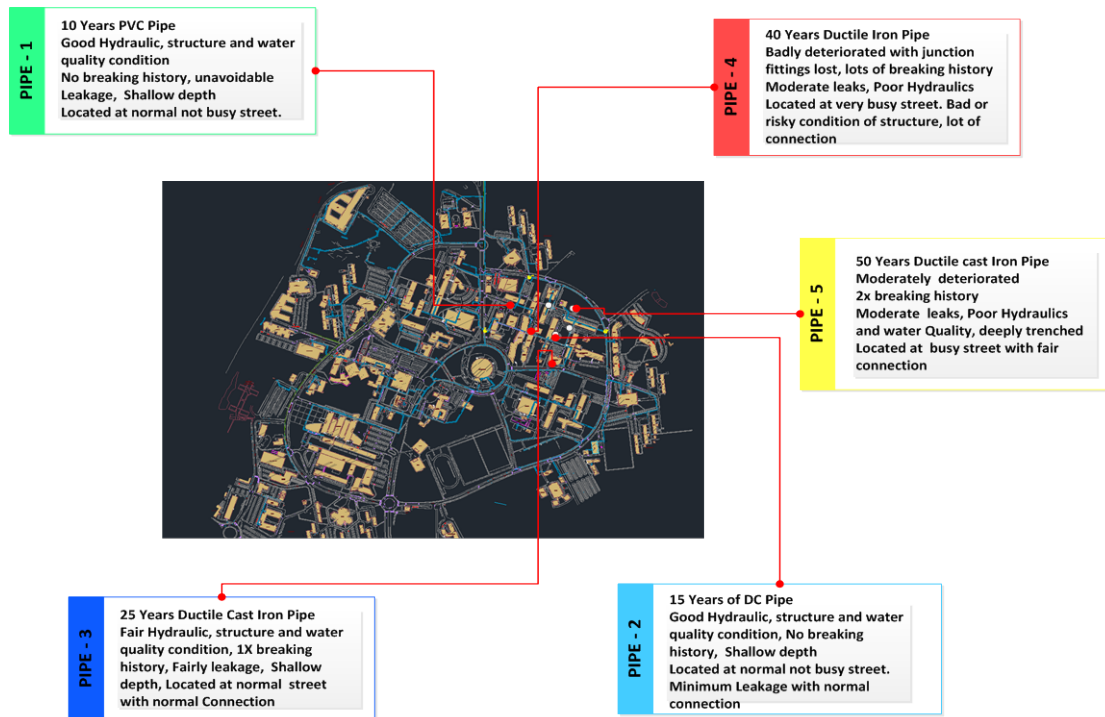 PIPE - 1
10 Years PVC Pipe
Good Hydraulic, structure and water
quality condition
No breaking history, unavoidable
Leakage, Shallow depth
Located at normal not busy street.
PIPE - 4
40 Years Ductile Iron Pipe
Badly deteriorated with junction
fittings lost, lots of breaking history
Moderate leaks, Poor Hydraulics
Located at very busy street. Bad or
risky condition of structure, lot of
connection
PIPE - 5
50 Years Ductile cast Iron Pipe
Moderately deteriorated
2x breaking history
Moderate leaks, Poor Hydraulics
and water Quality, deeply trenched
Located at busy street with fair
connection
PIPE - 3
25 Years Ductile Cast Iron Pipe
Fair Hydraulic, structure and water
quality condition, 1X breaking
history, Fairly leakage, Shallow
depth, Located at normal street
with normal Connection
PIPE - 2
15 Years of DC Pipe
Good Hydraulic, structure and water
quality condition, No breaking
history, Shallow depth
Located at normal not busy street.
Minimum Leakage with normal
connection